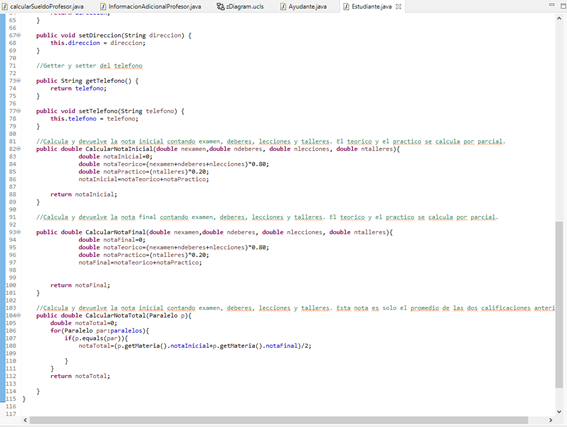 calcularSueldoProfesor.java InformacionAdicionalProfesor.java zDiagram.ucls Ayudante.java Estudiante.java
65 return direccion;
66 }
66
67 public void setDireccion(String direccion) {
68 this.direccion = direccion;
69 }
70
71 //Getter y setter del telefono
72
73 public String getTelefono() {
74 return telefono;
75 }
76
77 public void setTelefono(String telefono) {
78 this.telefono = telefono;
79 }
80
81 //Calcula y devuelve la nota inicial contando examen, deberes, lecciones y talleres. El teorico y el practico se calcula por parcial.
82 public double CalcularNotaInicial(double nexamen,double ndeberes, double nlecciones, double ntalleres){
83 double notaInicial=0;
84 double notaTeorico=(nexamen+ndeberes+nlecciones)*0.80;
85 double notaPractico=(ntalleres)*0.20;
86 notaInicial=notaTeorico+notaPractico;
87
88 return notaInicial;
89 }
90
91 //Calcula y devuelve la nota final contando examen, deberes, lecciones y talleres. El teorico y el practico se calcula por parcial.
92
93 public double CalcularNotaFinal(double nexamen,double ndeberes, double nlecciones, double ntalleres){
94 double notaFinal=0;
95 double notaTeorico=(nexamen+ndeberes+nlecciones)*0.80;
96 double notaPractico=(ntalleres)*0.20;
97 notaFinal=notaTeorico+notaPractico;
98
99
100 return notaFinal;
101 }
102
103 //Calcula y devuelve la nota inicial contando examen, deberes, lecciones y talleres. Esta nota es solo el promedio de las dos calificaciones anteri
104 public double CalcularNotaTotal(Paralelo p){
105 double notaTotal=0;
106 for(Paralelo par:paralelos){
107 if(p.equals(par)){
108 notaTotal=(p.getMateria().notaInicial+p.getMateria().notaFinal)/2;
109
110 }
111 }
112 return notaTotal;
113
114 }
115 }
116
117